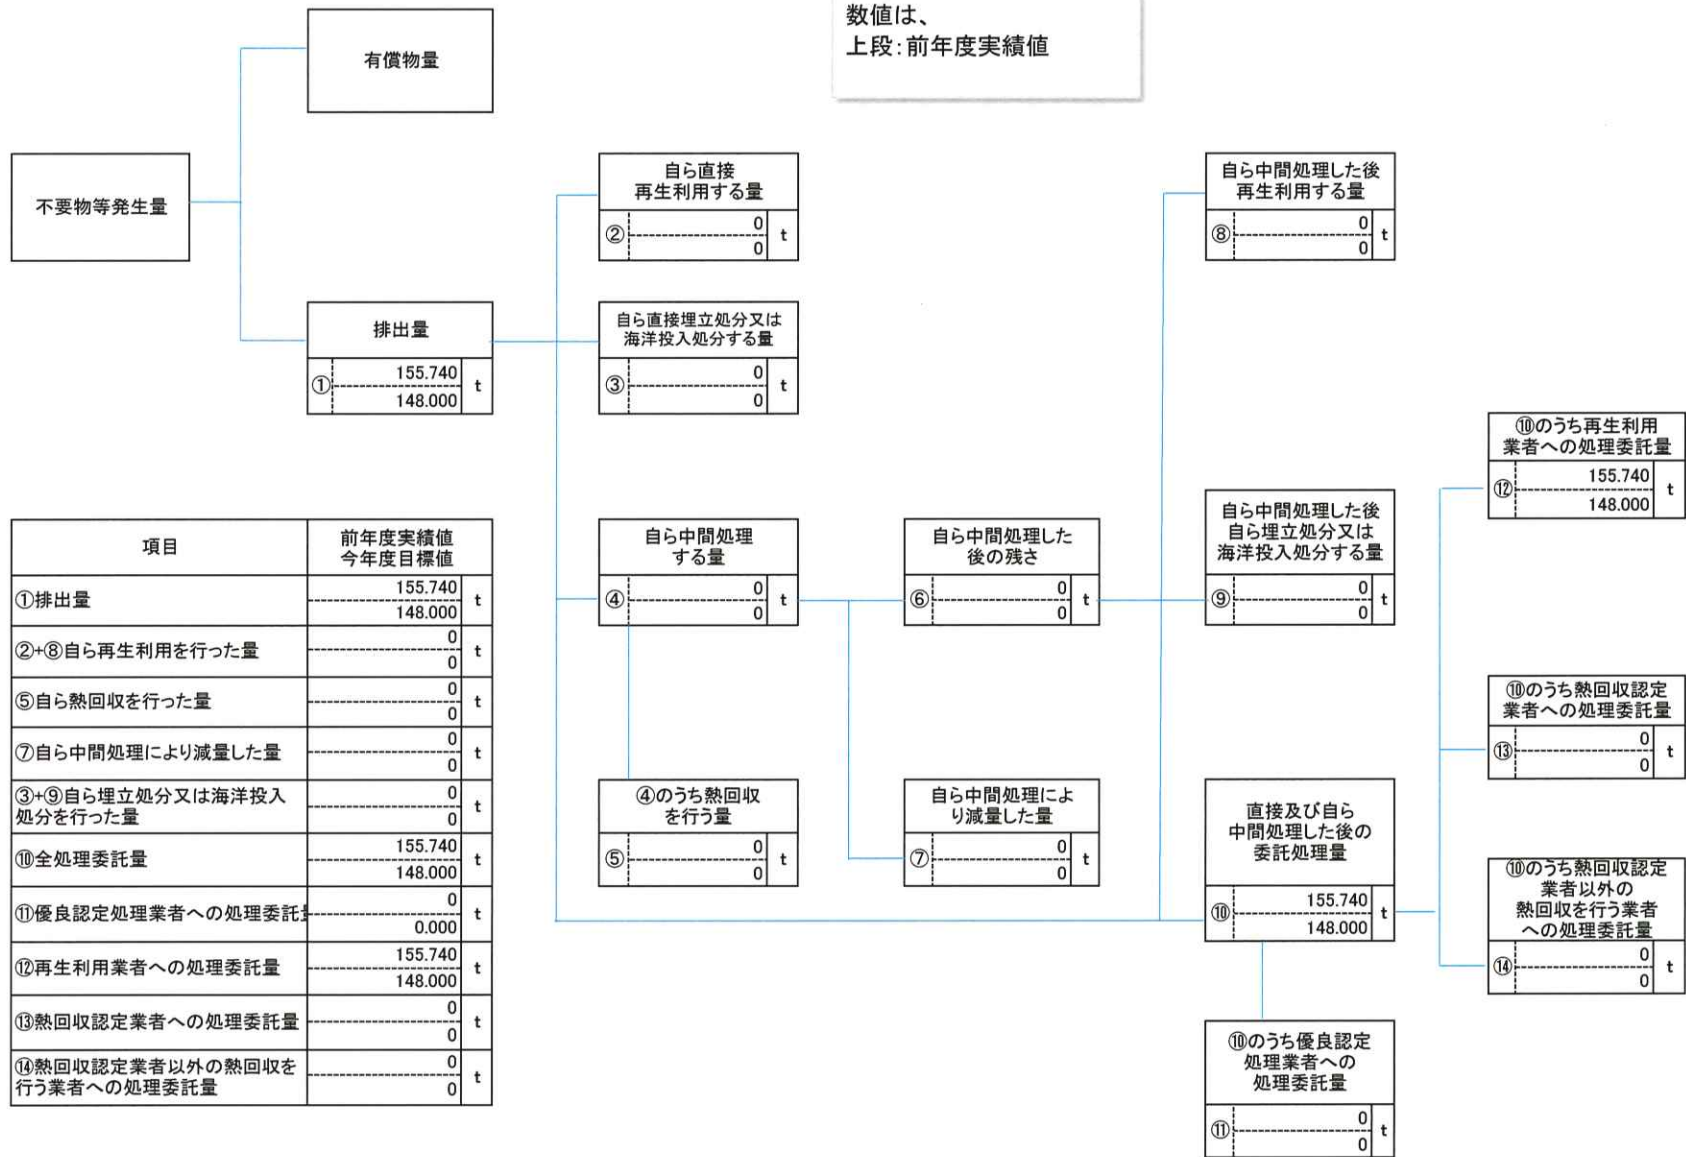 数値は、
上段:前年度実績値
有償物量
不要物等発生量
排出量
① 155.740 t
148.000
自ら直接
再生利用する量
② 0 t
0
自ら直接埋立処分又は
海洋投入処分する量
③ 0 t
0
自ら中間処理した後
再生利用する量
⑧ 0 t
0
自ら中間処理
する量
④ 0 t
0
自ら中間処理した
後の残さ
⑥ 0 t
0
自ら中間処理した後
自ら埋立処分又は
海洋投入処分する量
⑨ 0 t
0
⑩のうち再生利用
業者への処理委託量
⑫ 155.740 t
148.000
⑩のうち熱回収認定
業者への処理委託量
⑬ 0 t
0
④のうち熱回収
を行う量
⑤ 0 t
0
自ら中間処理によ
り減量した量
⑦ 0 t
0
直接及び自ら
中間処理した後の
委託処理量
⑩ 155.740 t
148.000
⑩のうち熱回収認定
業者以外の
熱回収を行う業者
への処理委託量
⑭ 0 t
0
⑩のうち優良認定
処理業者への
処理委託量
⑪ 0 t
0
項目 前年度実績値
今年度目標値
①排出量 155.740 t
148.000
②+⑧自ら再生利用を行った量 0 t
0
⑤自ら熱回収を行った量 0 t
0
⑦自ら中間処理により減量した量 0 t
0
③+⑨自ら埋立処分又は海洋投入
処分を行った量 0 t
0
⑩全処理委託量 155.740 t
148.000
⑪優良認定処理業者への処理委託 0 t
0.000
⑫再生利用業者への処理委託量 155.740 t
148.000
⑬熱回収認定業者への処理委託量 0 t
0
⑭熱回収認定業者以外の熱回収を
行う業者への処理委託量 0 t
0